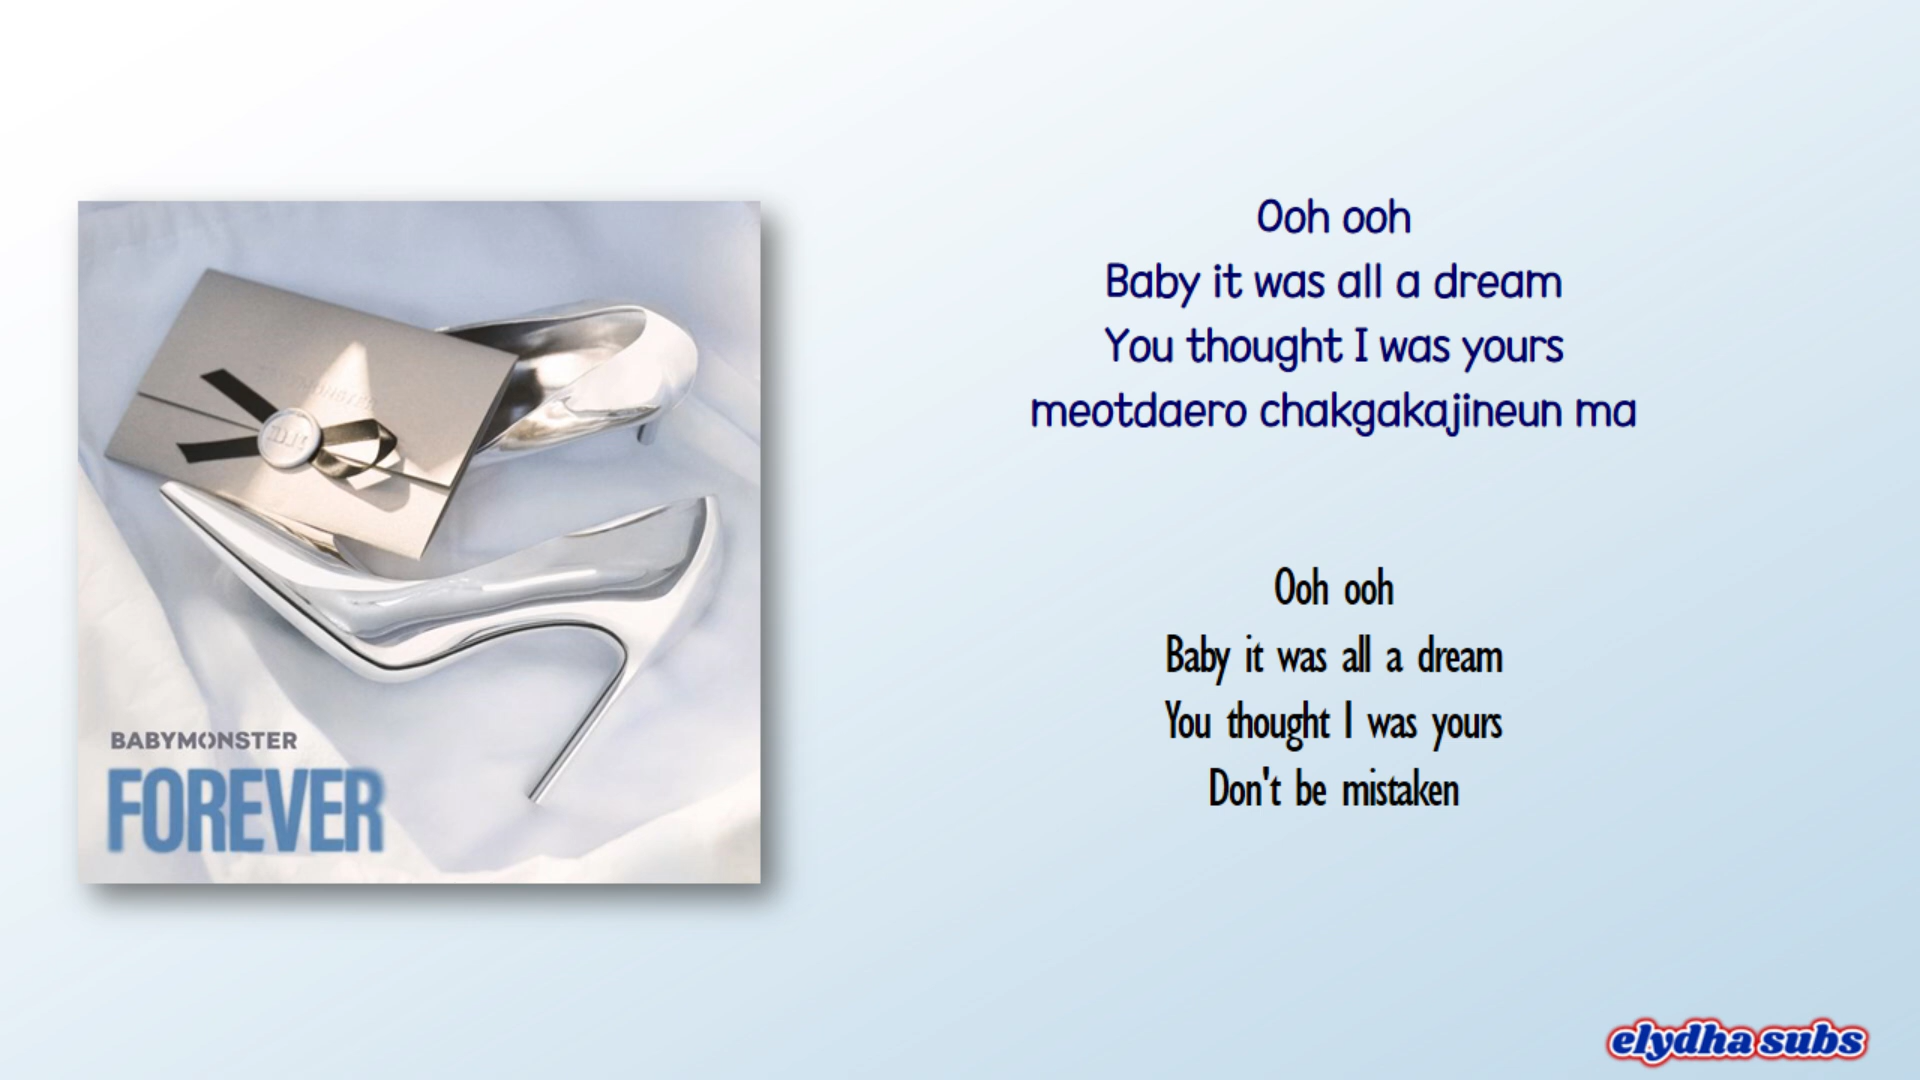 BABYMONSTER
FOREVER
Ooh ooh
Baby it was all a dream
You thought I was yours
meotdaero chakgakajineun ma
Ooh ooh
Baby it was all a dream
You thought I was yours
Don't be mistaken
elydha subs